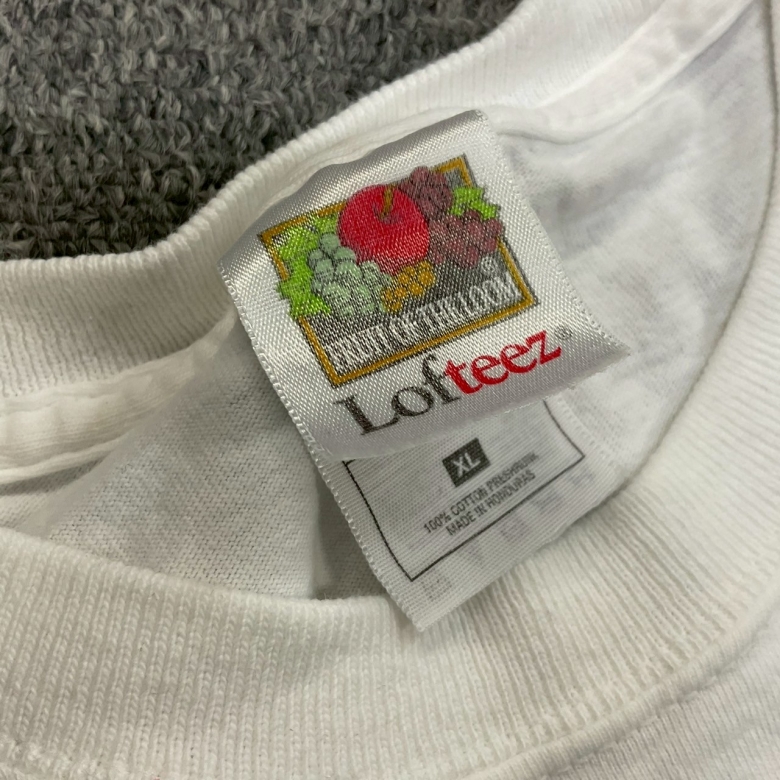 FRUIT OF THE LOOM®
Lofteez®
XL
100% COTTON PRESHRUNK
MADE IN HONDURAS